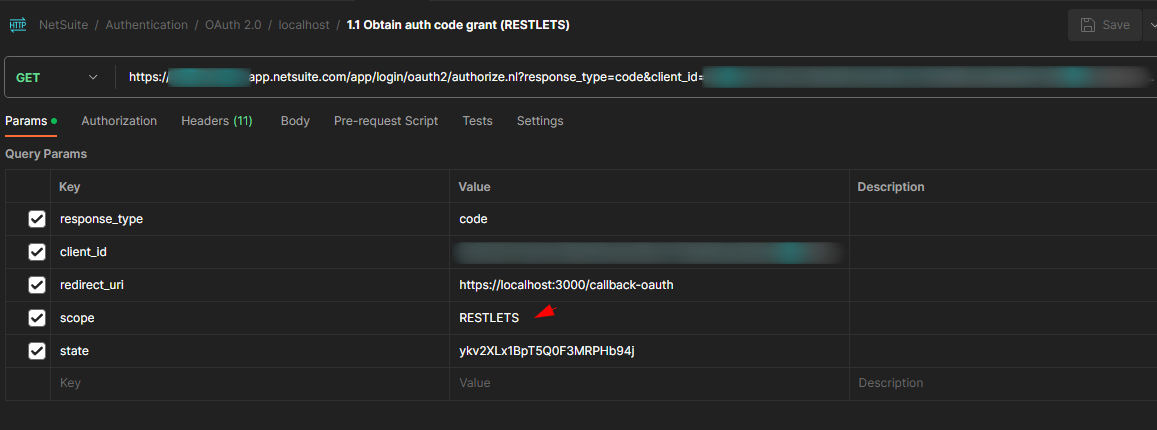 HTTP NetSuite / Authentication / OAuth 2.0 / localhost / 1.1 Obtain auth code grant (RESTLETS) Save
GET https:// app.netsuite.com/app/login/oauth2/authorize.nl?response_type=code&client_id=
Params Authorization Headers (11) Body Pre-request Script Tests Settings
Query Params
Key Value Description
response_type code
client_id
redirect_uri https://localhost:3000/callback-oauth
scope RESTLETS
state ykv2XLx1BpT5Q0F3MRPHb94j
Key Value Description